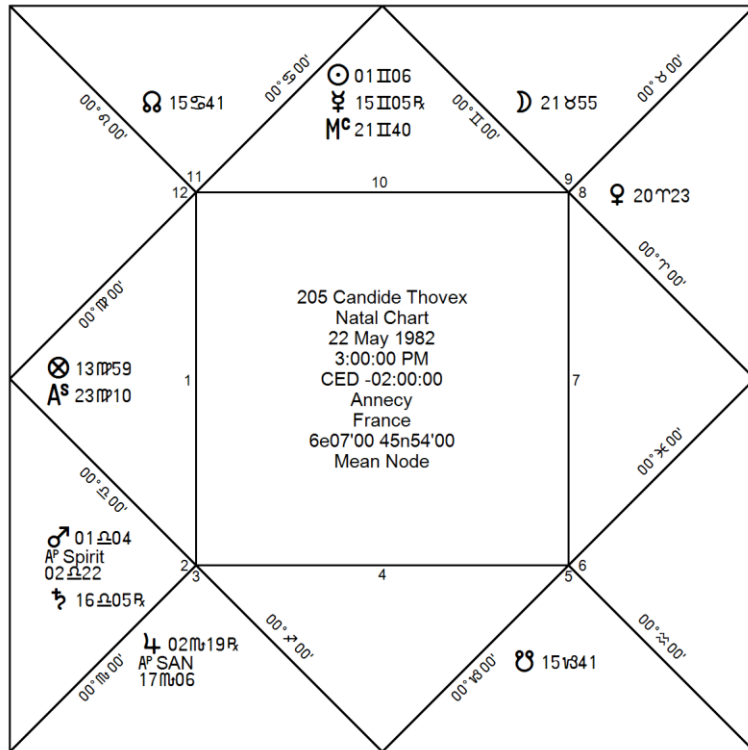 ☊ 15♋41
00°♌00'
00°♋00'
☉ 01♊06
☿ 15♊05℞
Mc 21♊40
00°♊00'
☽ 21♉55
00°♉00'
11
12
10
9
8
♀ 20♈23
00°♈00'
00°♍00'
205 Candide Thovex
Natal Chart
22 May 1982
3:00:00 PM
CED -02:00:00
Annecy
France
6e07'00 45n54'00
Mean Node
⊗ 13♍59
As 23♍10
1
7
00°♎00'
00°♓00'
♂ 01♎04
AP Spirit
02♎22
♄ 16♎05℞
2
3
4
5
6
00°♏00'
♃ 02♏19℞
AP SAN
17♏06
00°♐00'
00°♑00'
☋ 15♑41
00°♒00'